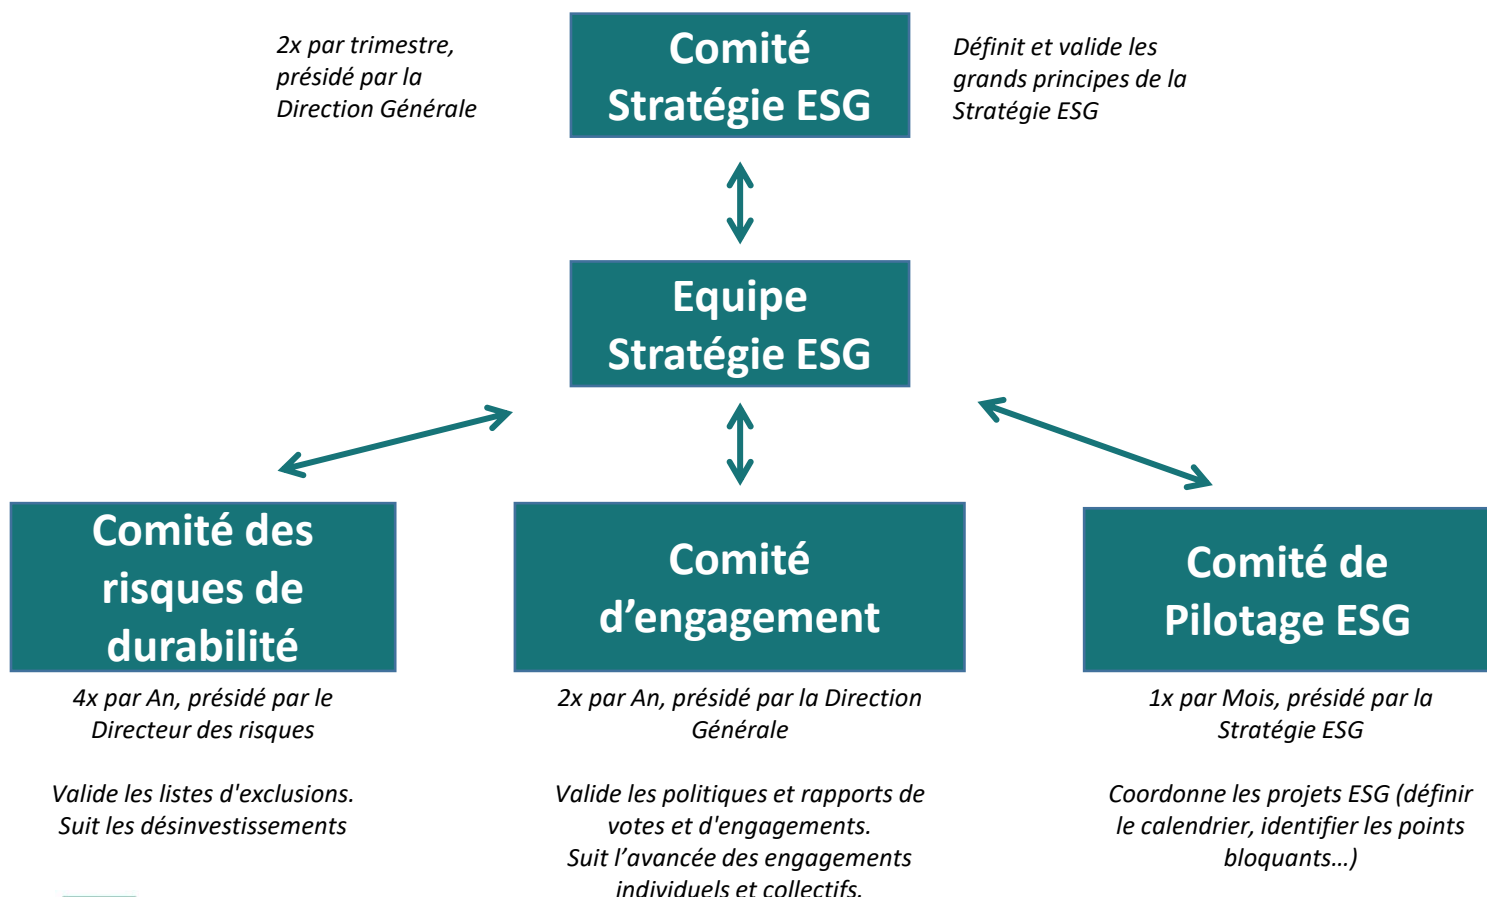 2x par trimestre,
présidé par la
Direction Générale
Comité
Stratégie ESG
Définit et valide les
grands principes de la
Stratégie ESG
Equipe
Stratégie ESG
Comité des
risques de
durabilité
4x par An, présidé par le
Directeur des risques
Valide les listes d'exclusions.
Suit les désinvestissements
Comité
d’engagement
2x par An, présidé par la Direction
Générale
Valide les politiques et rapports de
votes et d'engagements.
Suit l’avancée des engagements
individuels et collectifs.
Comité de
Pilotage ESG
1x par Mois, présidé par la
Stratégie ESG
Coordonne les projets ESG (définir
le calendrier, identifier les points
bloquants…)